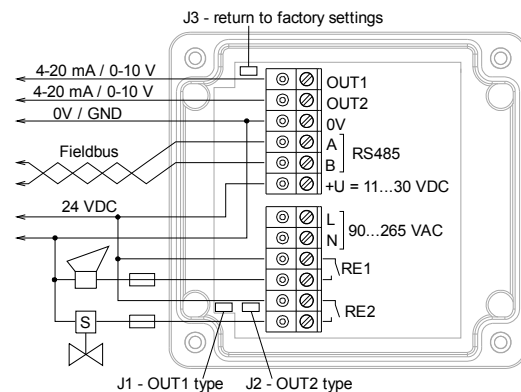 J3 - return to factory settings
4-20 mA / 0-10 V
OUT1
4-20 mA / 0-10 V
OUT2
0V / GND
0V
Fieldbus
A
B
RS485
+U = 11...30 VDC
24 VDC
L
N
90...265 VAC
RE1
RE2
S
J1 - OUT1 type
J2 - OUT2 type